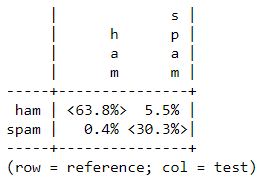 |         s |
     |    h    p |
     |    a    a |
     |    m    m |
-----+-----------+
 ham | <63.8%>  5.5% |
spam |   0.4% <30.3%>|
-----+-----------+
(row = reference; col = test)